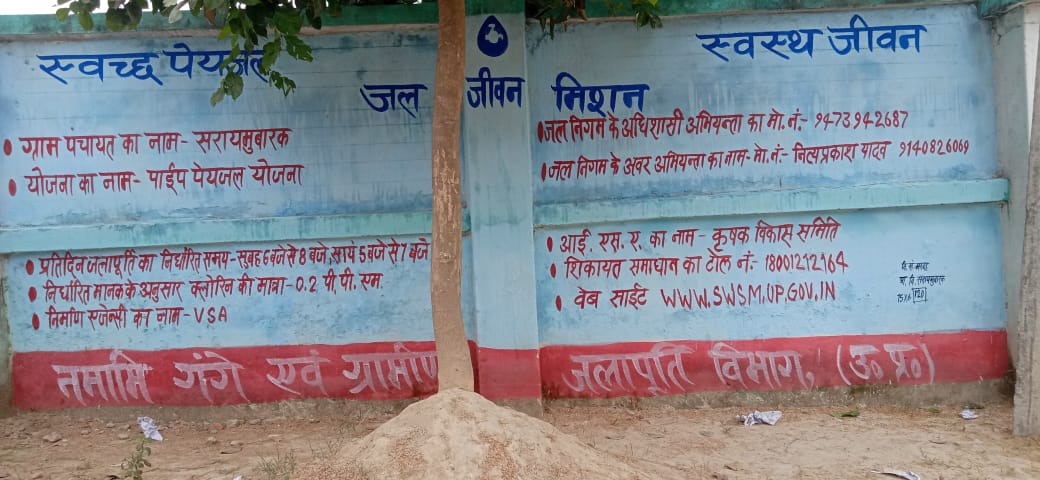 स्वच्छ पेयजल
स्वस्थ जीवन
जल जीवन मिशन
• ग्राम पंचायत का नाम- सरायमुबारक
• योजना का नाम- पाईप पेयजल योजना
• जल निगम के अधिशासी अभियन्ता का मो. नं.- 9473942687
• जल निगम के अवर अभियन्ता का नाम- मो. नं.- नित्यप्रकाश यादव 9140826069
• प्रतिदिन जलापूर्ति का निर्धारित समय- सुबह 6 बजे से 8 बजे, सायं 5 बजे से 7 बजे
• निर्धारित मानक के अनुसार क्लोरिन की मात्रा- 0.2 पी. पी. एम.
• निर्माण एजेन्सी का नाम- VSA
• आई. एस. ए. का नाम- कृषक विकास समिति
• शिकायत समाधान का टोल नं.- 18001212164
• वेब साईट WWW.SWSM.UP.GOV.IN
नमामि गंगे एवं ग्रामीण जलापूर्ति विभाग, (उ० प्र०)